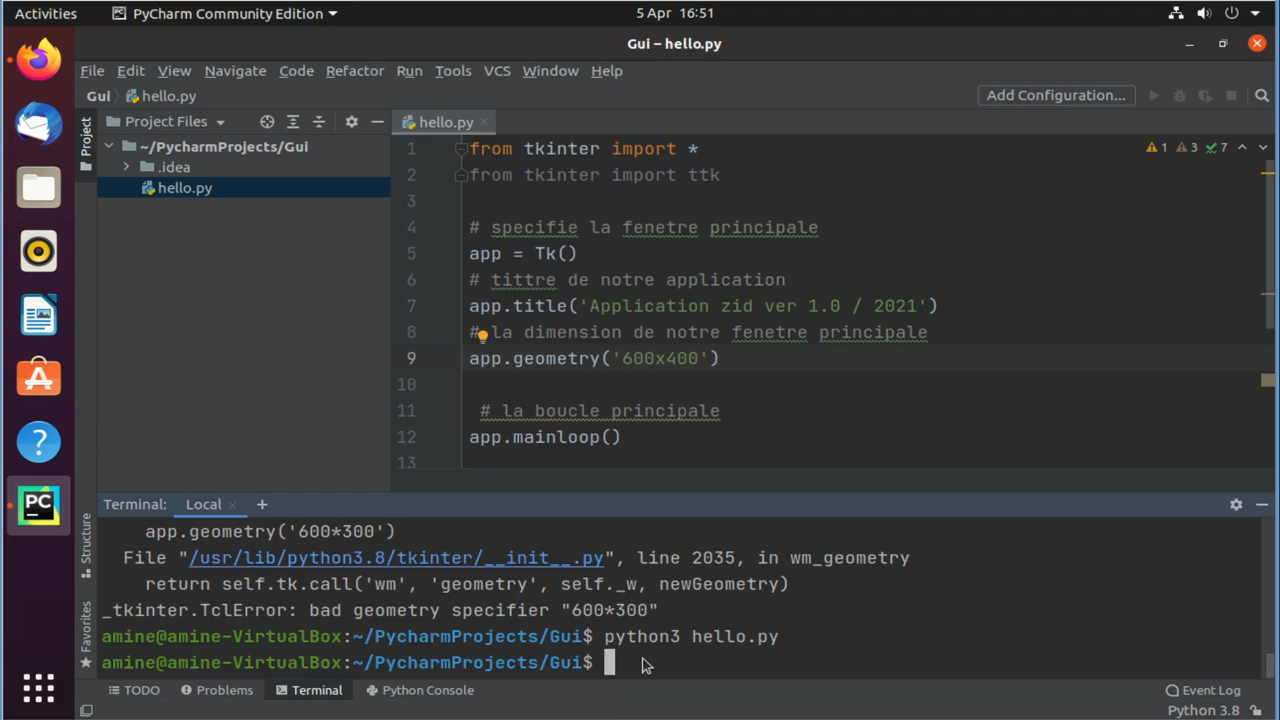 Activities PyCharm Community Edition 5 Apr 16:51
Gui – hello.py
File Edit View Navigate Code Refactor Run Tools VCS Window Help
Gui hello.py Add Configuration...
Project
Project Files
~/PycharmProjects/Gui
.idea
hello.py
hello.py
1 from tkinter import *
2 from tkinter import ttk
3
4 # specifie la fenetre principale
5 app = Tk()
6 # tittre de notre application
7 app.title('Application zid ver 1.0 / 2021')
8 # la dimension de notre fenetre principale
9 app.geometry('600x400')
10
11 # la boucle principale
12 app.mainloop()
13
1 3 7
PC
Structure
Favorites
Terminal: Local +
app.geometry('600*300')
File "/usr/lib/python3.8/tkinter/__init__.py", line 2035, in wm_geometry
return self.tk.call('wm', 'geometry', self._w, newGeometry)
_tkinter.TclError: bad geometry specifier "600*300"
amine@amine-VirtualBox:~/PycharmProjects/Gui$ python3 hello.py
amine@amine-VirtualBox:~/PycharmProjects/Gui$
TODO Problems Terminal Python Console Event Log
Python 3.8